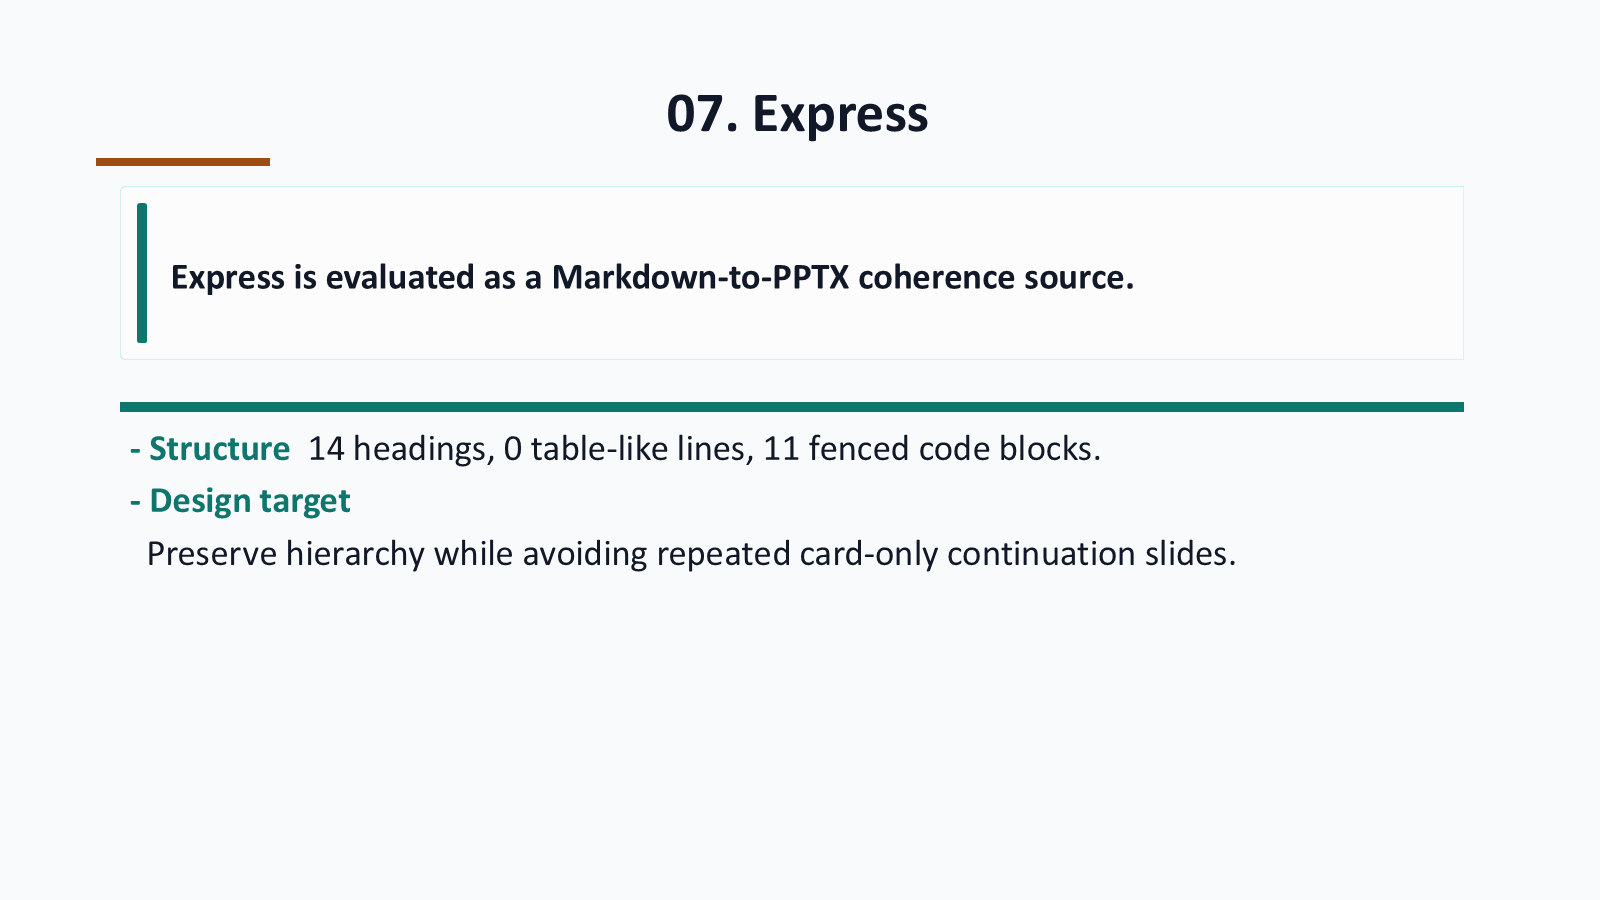 07. Express
Express is evaluated as a Markdown-to-PPTX coherence source.
- Structure 14 headings, 0 table-like lines, 11 fenced code blocks.
- Design target
Preserve hierarchy while avoiding repeated card-only continuation slides.